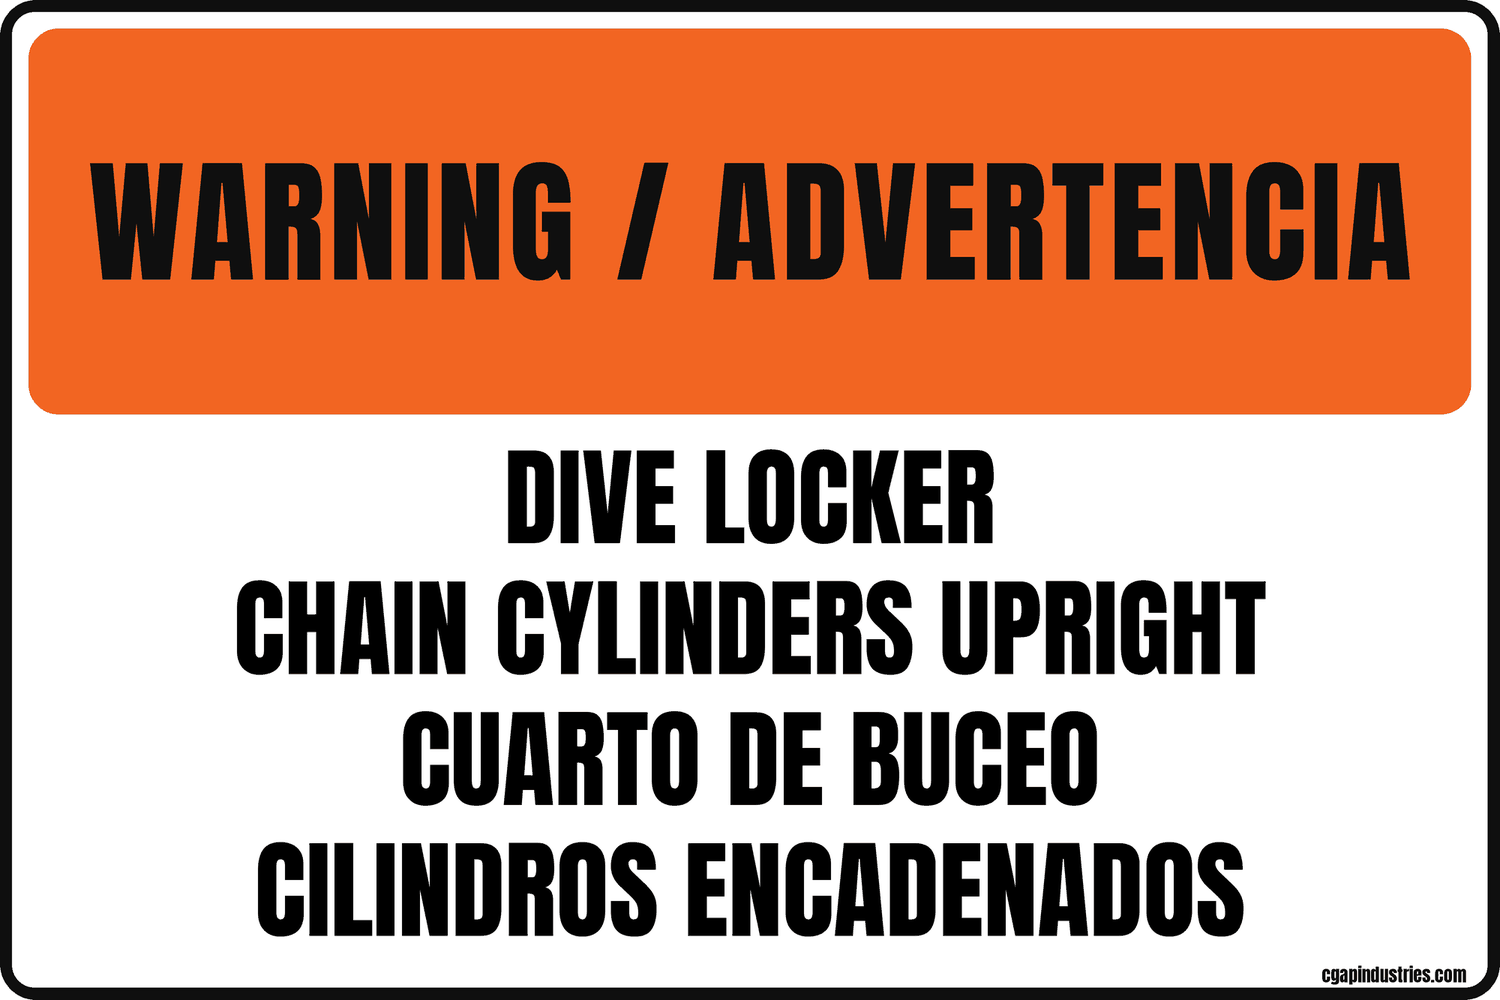 WARNING / ADVERTENCIA
DIVE LOCKER
CHAIN CYLINDERS UPRIGHT
CUARTO DE BUCEO
CILINDROS ENCADENADOS
cgapindustries.com